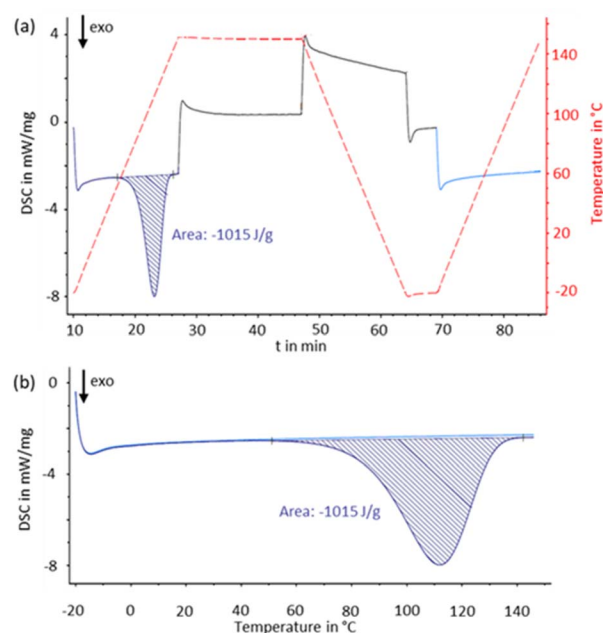 (a)
exo
4
0
-4
-8
DSC in mW/mg
Area: -1015 J/g
140
100
60
20
-20
Temperature in °C
10 20 30 40 50 60 70 80
t in min
(b)
exo
0
-4
-8
DSC in mW/mg
Area: -1015 J/g
-20 0 20 40 60 80 100 120 140
Temperature in °C